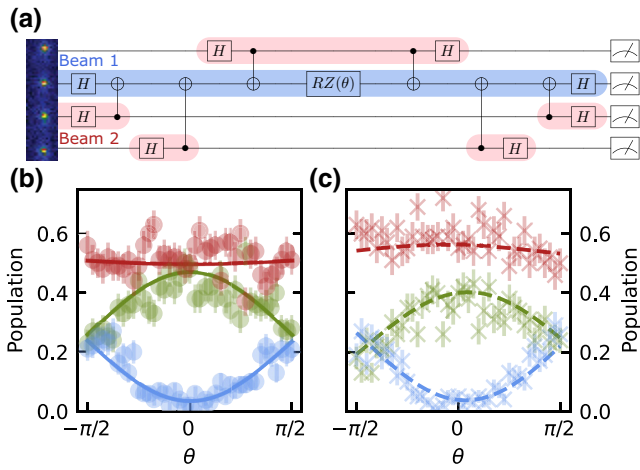 (a)
Beam 1
Beam 2
H H
H RZ(θ) H
H H
H H
(b) (c)
Population
0.6
0.4
0.2
0.0
−π/2 0 π/2
θ
Population
0.6
0.4
0.2
0.0
−π/2 0 π/2
θ